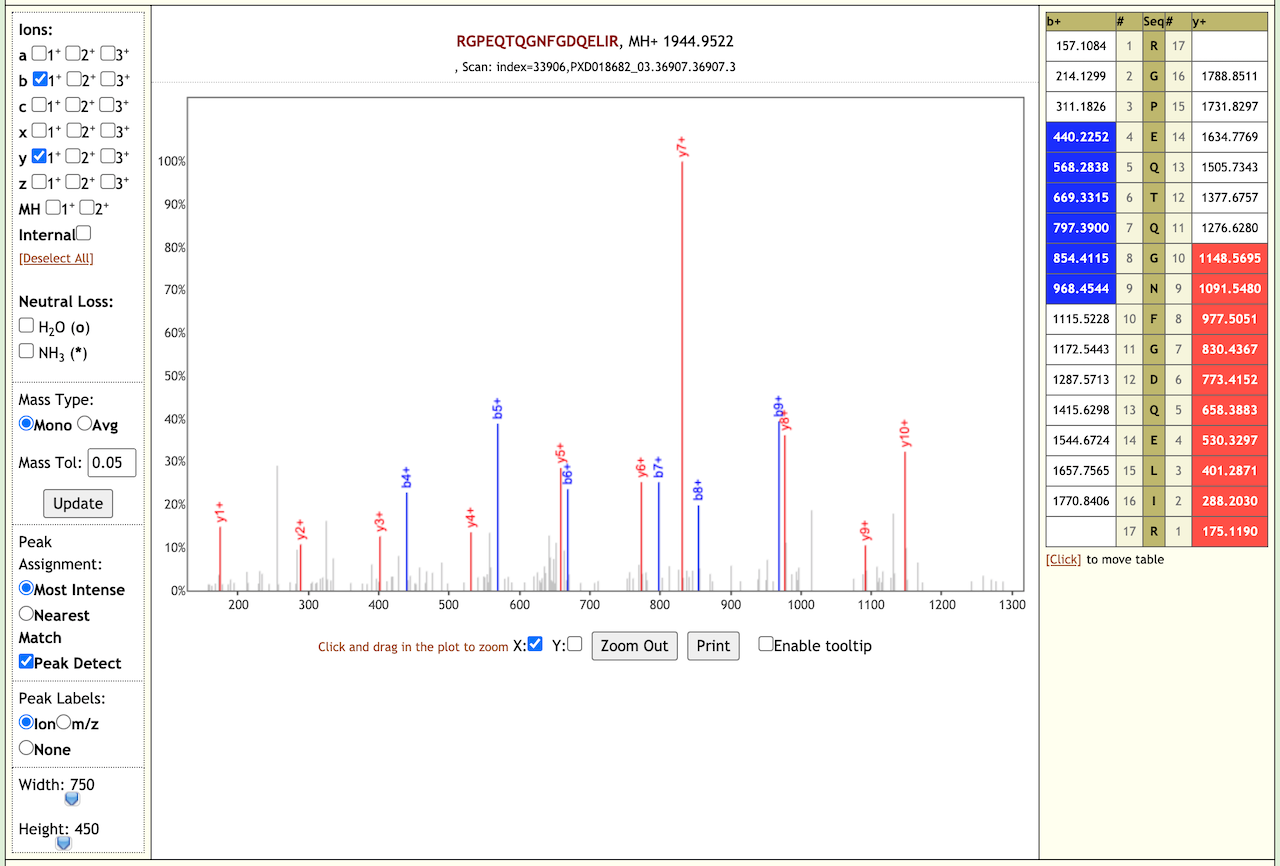 Ions:
a 1+ 2+ 3+
b 1+ 2+ 3+
c 1+ 2+ 3+
x 1+ 2+ 3+
y 1+ 2+ 3+
z 1+ 2+ 3+
MH 1+ 2+
Internal
[Deselect All]
Neutral Loss:
H2O (o)
NH3 (*)
Mass Type:
Mono Avg
Mass Tol: 0.05
Update
Peak
Assignment:
Most Intense
Nearest
Match
Peak Detect
Peak Labels:
Ion m/z
None
Width: 750
Height: 450
RGPEQTQGNFGDQELIR, MH+ 1944.9522
, Scan: index=33906,PXD018682_03.36907.36907.3
100%
90%
80%
70%
60%
50%
40%
30%
20%
10%
0%
y1+
y2+
y3+
b4+
y4+
b5+
y5+
b6+
y6+
b7+
y7+
b8+
b9+
y8+
y9+
y10+
200 300 400 500 600 700 800 900 1000 1100 1200 1300
Click and drag in the plot to zoom X: Y: Zoom Out Print Enable tooltip
b+ # Seq # y+
157.1084 1 R 17
214.1299 2 G 16 1788.8511
311.1826 3 P 15 1731.8297
440.2252 4 E 14 1634.7769
568.2838 5 Q 13 1505.7343
669.3315 6 T 12 1377.6757
797.3900 7 Q 11 1276.6280
854.4115 8 G 10 1148.5695
968.4544 9 N 9 1091.5480
1115.5228 10 F 8 977.5051
1172.5443 11 G 7 830.4367
1287.5713 12 D 6 773.4152
1415.6298 13 Q 5 658.3883
1544.6724 14 E 4 530.3297
1657.7565 15 L 3 401.2871
1770.8406 16 I 2 288.2030
17 R 1 175.1190
[Click] to move table